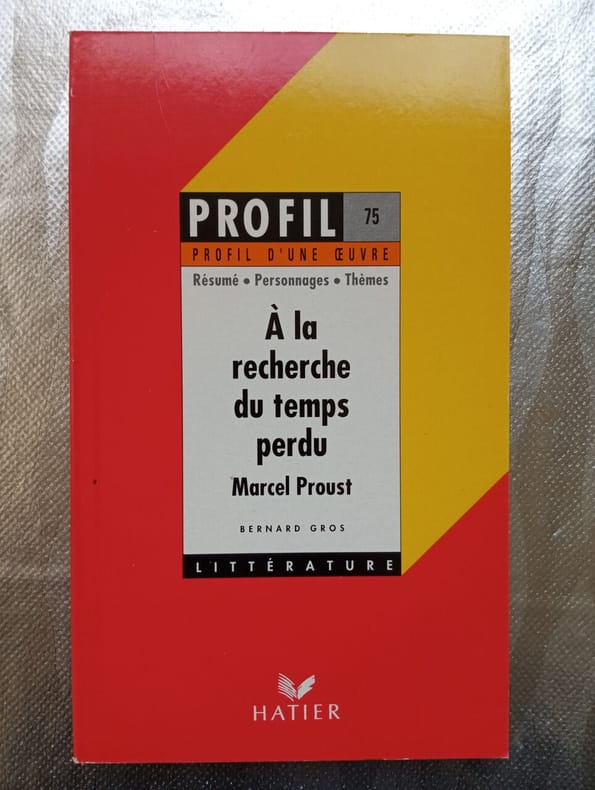 PROFIL 75
PROFIL D'UNE ŒUVRE
Résumé • Personnages • Thèmes
À la
recherche
du temps
perdu
Marcel Proust
BERNARD GROS
LITTÉRATURE
HATIER